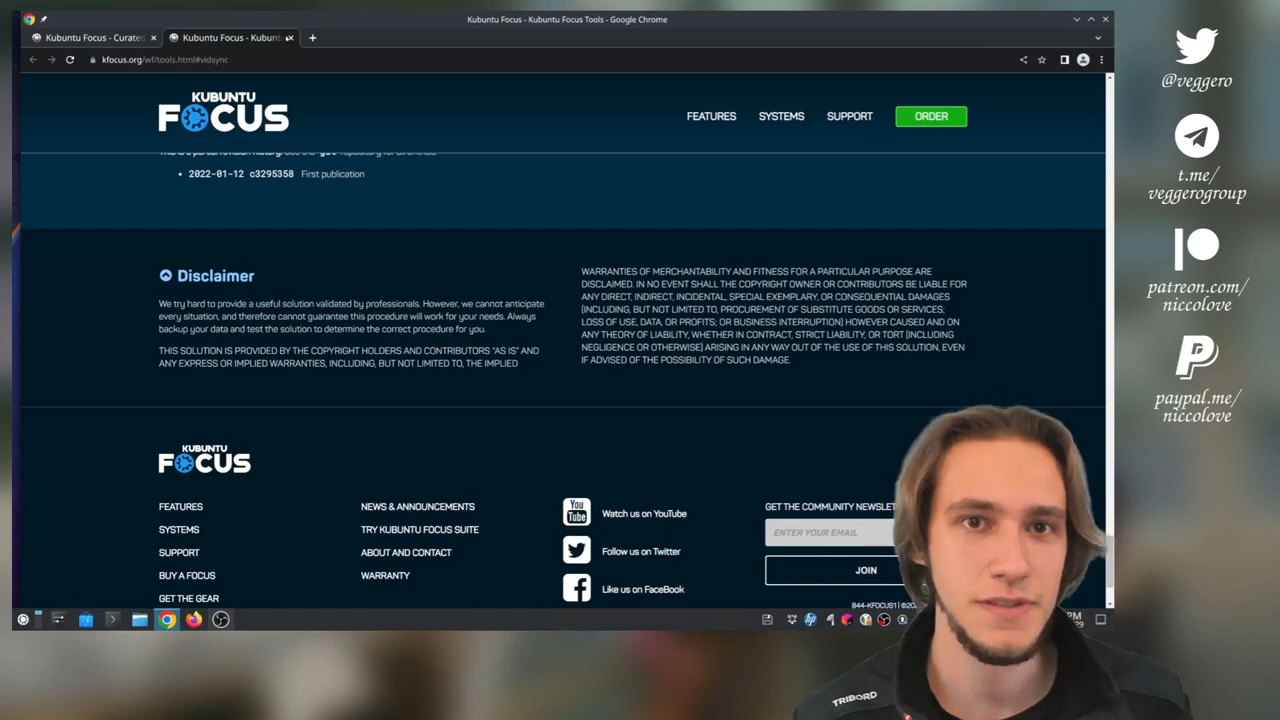 Kubuntu Focus - Kubuntu Focus Tools - Google Chrome
Kubuntu Focus - Curated
Kubuntu Focus - Kubunt
kfocus.org/wf/tools.html#vidsync
KUBUNTU
FOCUS
FEATURES
SYSTEMS
SUPPORT
ORDER
2022-01-12 c3295358 First publication
Disclaimer
We try hard to provide a useful solution validated by professionals. However, we cannot anticipate
every situation, and therefore cannot guarantee this procedure will work for your needs. Always
backup your data and test the solution to determine the correct procedure for you.
THIS SOLUTION IS PROVIDED BY THE COPYRIGHT HOLDERS AND CONTRIBUTORS “AS IS” AND
ANY EXPRESS OR IMPLIED WARRANTIES, INCLUDING, BUT NOT LIMITED TO, THE IMPLIED
WARRANTIES OF MERCHANTABILITY AND FITNESS FOR A PARTICULAR PURPOSE ARE
DISCLAIMED. IN NO EVENT SHALL THE COPYRIGHT OWNER OR CONTRIBUTORS BE LIABLE FOR
ANY DIRECT, INDIRECT, INCIDENTAL, SPECIAL, EXEMPLARY, OR CONSEQUENTIAL DAMAGES
(INCLUDING, BUT NOT LIMITED TO, PROCUREMENT OF SUBSTITUTE GOODS OR SERVICES;
LOSS OF USE, DATA, OR PROFITS; OR BUSINESS INTERRUPTION) HOWEVER CAUSED AND ON
ANY THEORY OF LIABILITY, WHETHER IN CONTRACT, STRICT LIABILITY, OR TORT (INCLUDING
NEGLIGENCE OR OTHERWISE) ARISING IN ANY WAY OUT OF THE USE OF THIS SOLUTION, EVEN
IF ADVISED OF THE POSSIBILITY OF SUCH DAMAGE.
KUBUNTU
FOCUS
FEATURES
SYSTEMS
SUPPORT
BUY A FOCUS
GET THE GEAR
NEWS & ANNOUNCEMENTS
TRY KUBUNTU FOCUS SUITE
ABOUT AND CONTACT
WARRANTY
You
Tube
Watch us on YouTube
Follow us on Twitter
Like us on FaceBook
GET THE COMMUNITY NEWSLET
ENTER YOUR EMAIL
JOIN
844-KFOCUS1 | ©20
PM
29
@veggero
t.me/
veggerogroup
patreon.com/
niccolove
paypal.me/
niccolove
TRIBORD